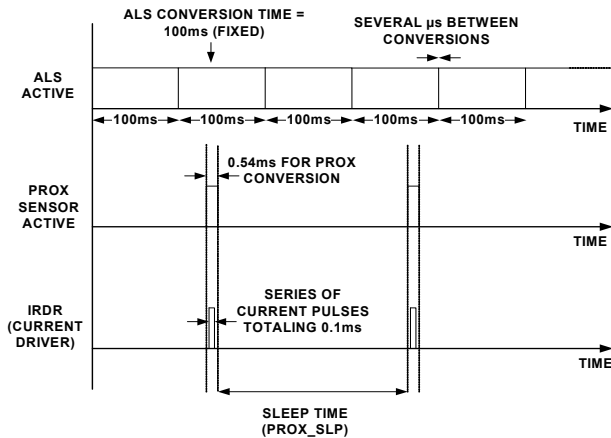 ALS CONVERSION TIME =
100ms (FIXED)
SEVERAL µs BETWEEN
CONVERSIONS
ALS
ACTIVE
100ms
100ms
100ms
100ms
100ms
TIME
0.54ms FOR PROX
CONVERSION
PROX
SENSOR
ACTIVE
TIME
SERIES OF
CURRENT PULSES
TOTALING 0.1ms
IRDR
(CURRENT
DRIVER)
TIME
SLEEP TIME
(PROX_SLP)